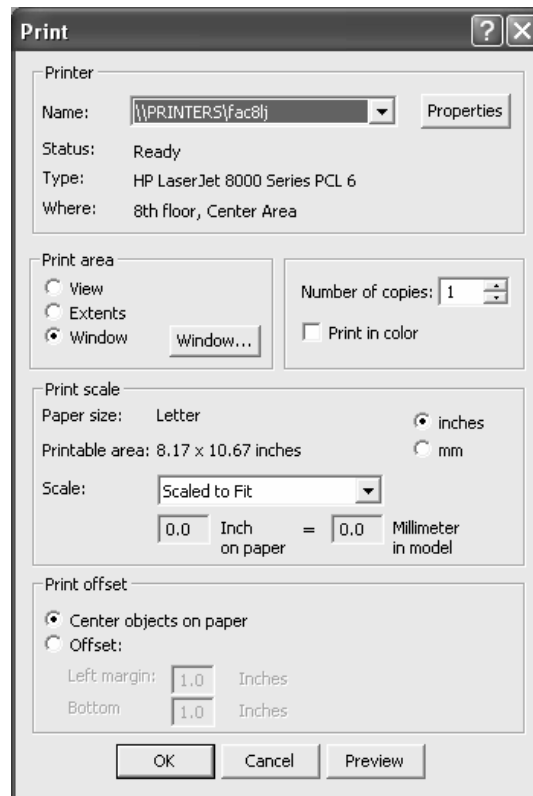 Print
Printer
Name: \\PRINTERS\fac8lj Properties
Status: Ready
Type: HP LaserJet 8000 Series PCL 6
Where: 8th floor, Center Area
Print area
View
Extents
Window Window...
Number of copies: 1
Print in color
Print scale
Paper size: Letter
Printable area: 8.17 x 10.67 inches
inches
mm
Scale: Scaled to Fit
0.0 Inch on paper = 0.0 Millimeter in model
Print offset
Center objects on paper
Offset:
Left margin: 1.0 Inches
Bottom 1.0 Inches
OK Cancel Preview